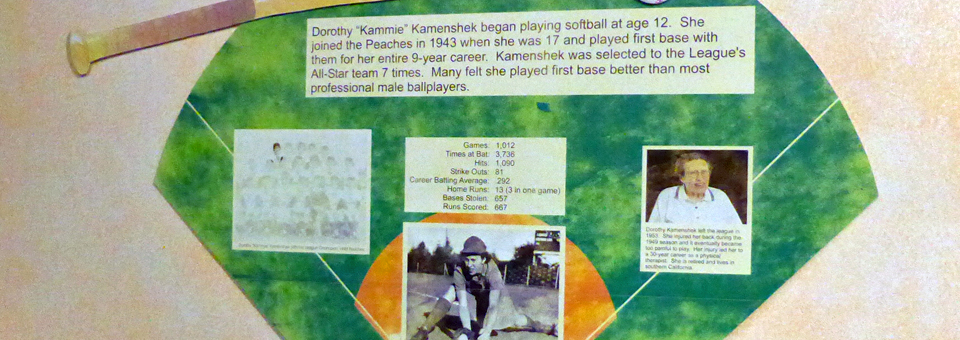 Dorothy “Kammie” Kamenshek began playing softball at age 12. She
joined the Peaches in 1943 when she was 17 and played first base with
them for her entire 9-year career. Kamenshek was selected to the League's
All-Star team 7 times. Many felt she played first base better than most
professional male ballplayers.
Games: 1,012
Times at Bat: 3,736
Hits: 1,090
Strike Outs: 81
Career Batting Average: .292
Home Runs: 13 (3 in one game)
Bases Stolen: 657
Runs Scored: 667
Dorothy Kamenshek left the league in
1953. She injured her back during the
1949 season and it eventually became
too painful to play. Her injury led her to
a 30-year career as a physical
therapist. She is retired and lives in
southern California.